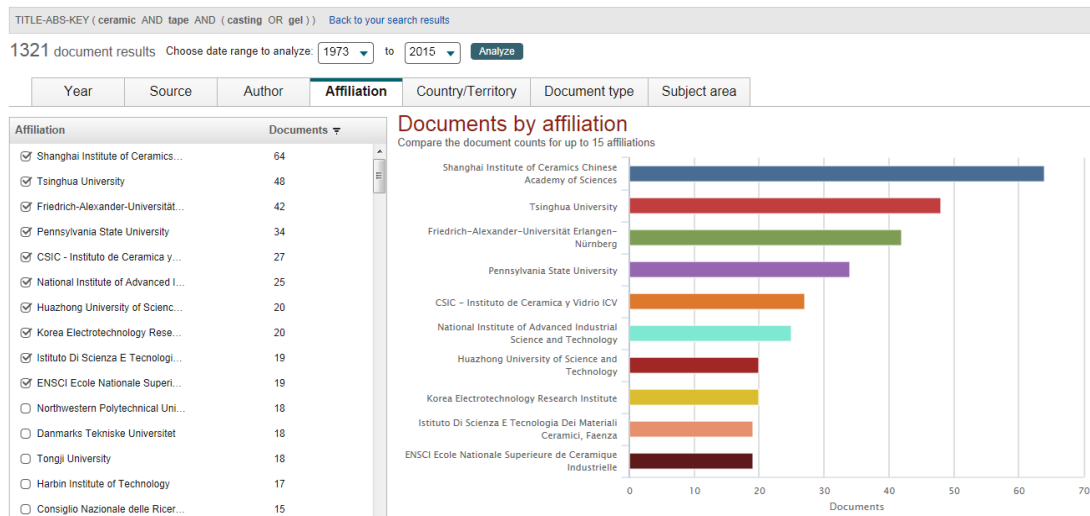 TITLE-ABS-KEY ( ceramic AND tape AND ( casting OR gel ) ) Back to your search results
1321 document results Choose date range to analyze: 1973 to 2015 Analyze
Year Source Author Affiliation Country/Territory Document type Subject area
Affiliation Documents
Shanghai Institute of Ceramics... 64
Tsinghua University 48
Friedrich-Alexander-Universität... 42
Pennsylvania State University 34
CSIC - Instituto de Ceramica y... 27
National Institute of Advanced I... 25
Huazhong University of Scienc... 20
Korea Electrotechnology Rese... 20
Istituto Di Scienza E Tecnologi... 19
ENSCI Ecole Nationale Superi... 19
Northwestern Polytechnical Uni... 18
Danmarks Tekniske Universitet 18
Tongji University 18
Harbin Institute of Technology 17
Consiglio Nazionale delle Ricer... 15
Documents by affiliation
Compare the document counts for up to 15 affiliations
Shanghai Institute of Ceramics Chinese
Academy of Sciences
Tsinghua University
Friedrich-Alexander-Universität Erlangen-
Nürnberg
Pennsylvania State University
CSIC - Instituto de Ceramica y Vidrio ICV
National Institute of Advanced Industrial
Science and Technology
Huazhong University of Science and
Technology
Korea Electrotechnology Research Institute
Istituto Di Scienza E Tecnologia Dei Materiali
Ceramici, Faenza
ENSCI Ecole Nationale Superieure de Ceramique
Industrielle
0 10 20 30 40 50 60 70
Documents